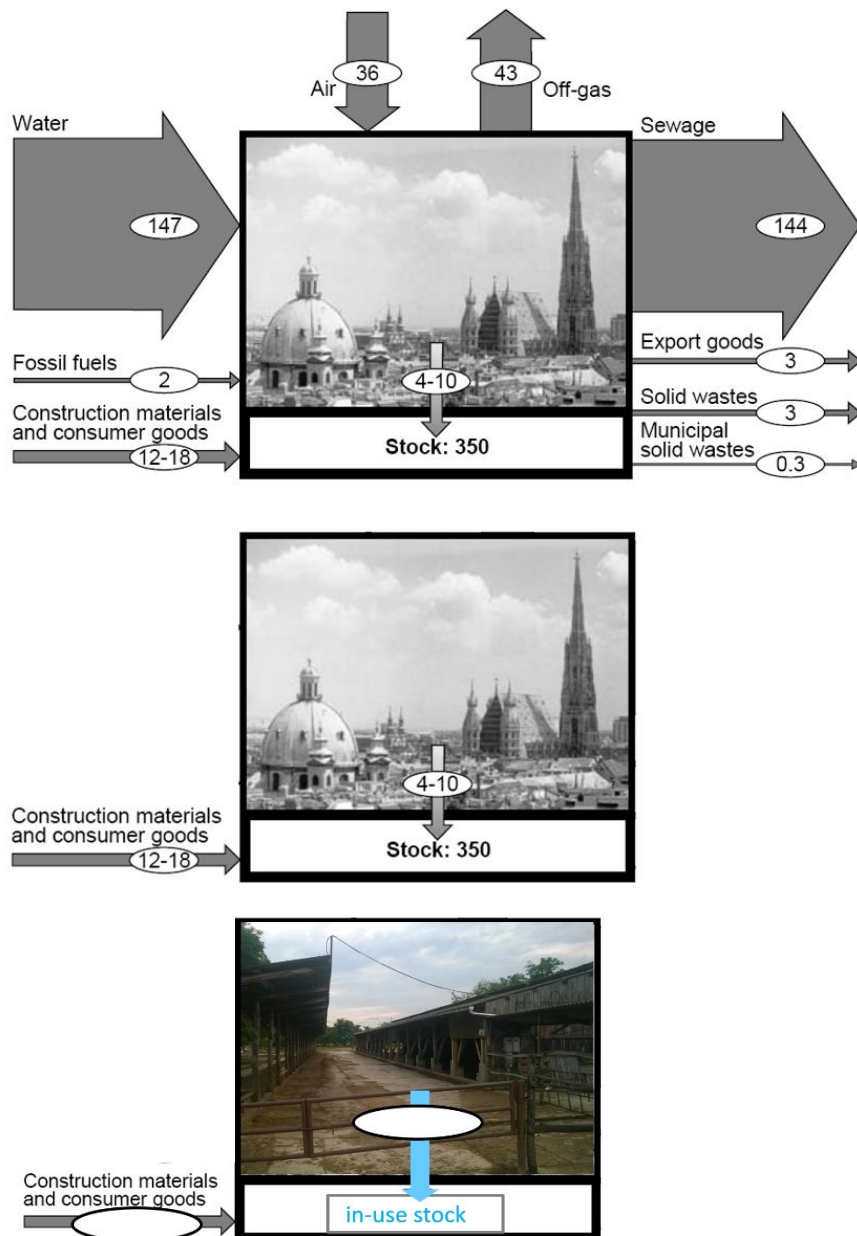 Air
36
43
Off-gas
Water
Sewage
147
144
Fossil fuels
2
Export goods
3
4-10
Construction materials
and consumer goods
12-18
Solid wastes
3
Stock: 350
Municipal
solid wastes
0.3
4-10
Construction materials
and consumer goods
12-18
Stock: 350
Construction materials
and consumer goods
in-use stock